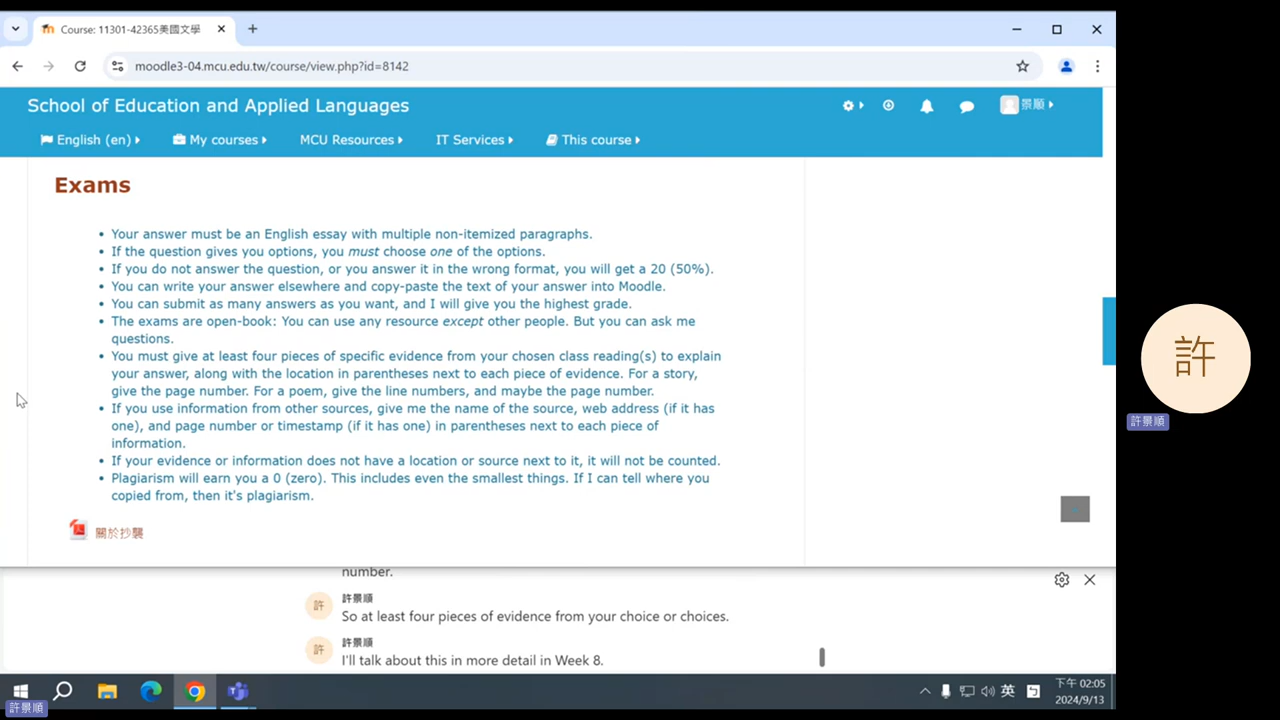 Course: 11301-42365美國文學
moodle3-04.mcu.edu.tw/course/view.php?id=8142
School of Education and Applied Languages
景順
English (en)
My courses
MCU Resources
IT Services
This course
Exams
Your answer must be an English essay with multiple non-itemized paragraphs.
If the question gives you options, you must choose one of the options.
If you do not answer the question, or you answer it in the wrong format, you will get a 20 (50%).
You can write your answer elsewhere and copy-paste the text of your answer into Moodle.
You can submit as many answers as you want, and I will give you the highest grade.
The exams are open-book: You can use any resource except other people. But you can ask me
questions.
You must give at least four pieces of specific evidence from your chosen class reading(s) to explain
your answer, along with the location in parentheses next to each piece of evidence. For a story,
give the page number. For a poem, give the line numbers, and maybe the page number.
If you use information from other sources, give me the name of the source, web address (if it has
one), and page number or timestamp (if it has one) in parentheses next to each piece of
information.
If your evidence or information does not have a location or source next to it, it will not be counted.
Plagiarism will earn you a 0 (zero). This includes even the smallest things. If I can tell where you
copied from, then it's plagiarism.
關於抄襲
number.
許
許景順
So at least four pieces of evidence from your choice or choices.
許
許景順
I'll talk about this in more detail in Week 8.
英
下午 02:05
2024/9/13
許景順
許
許景順